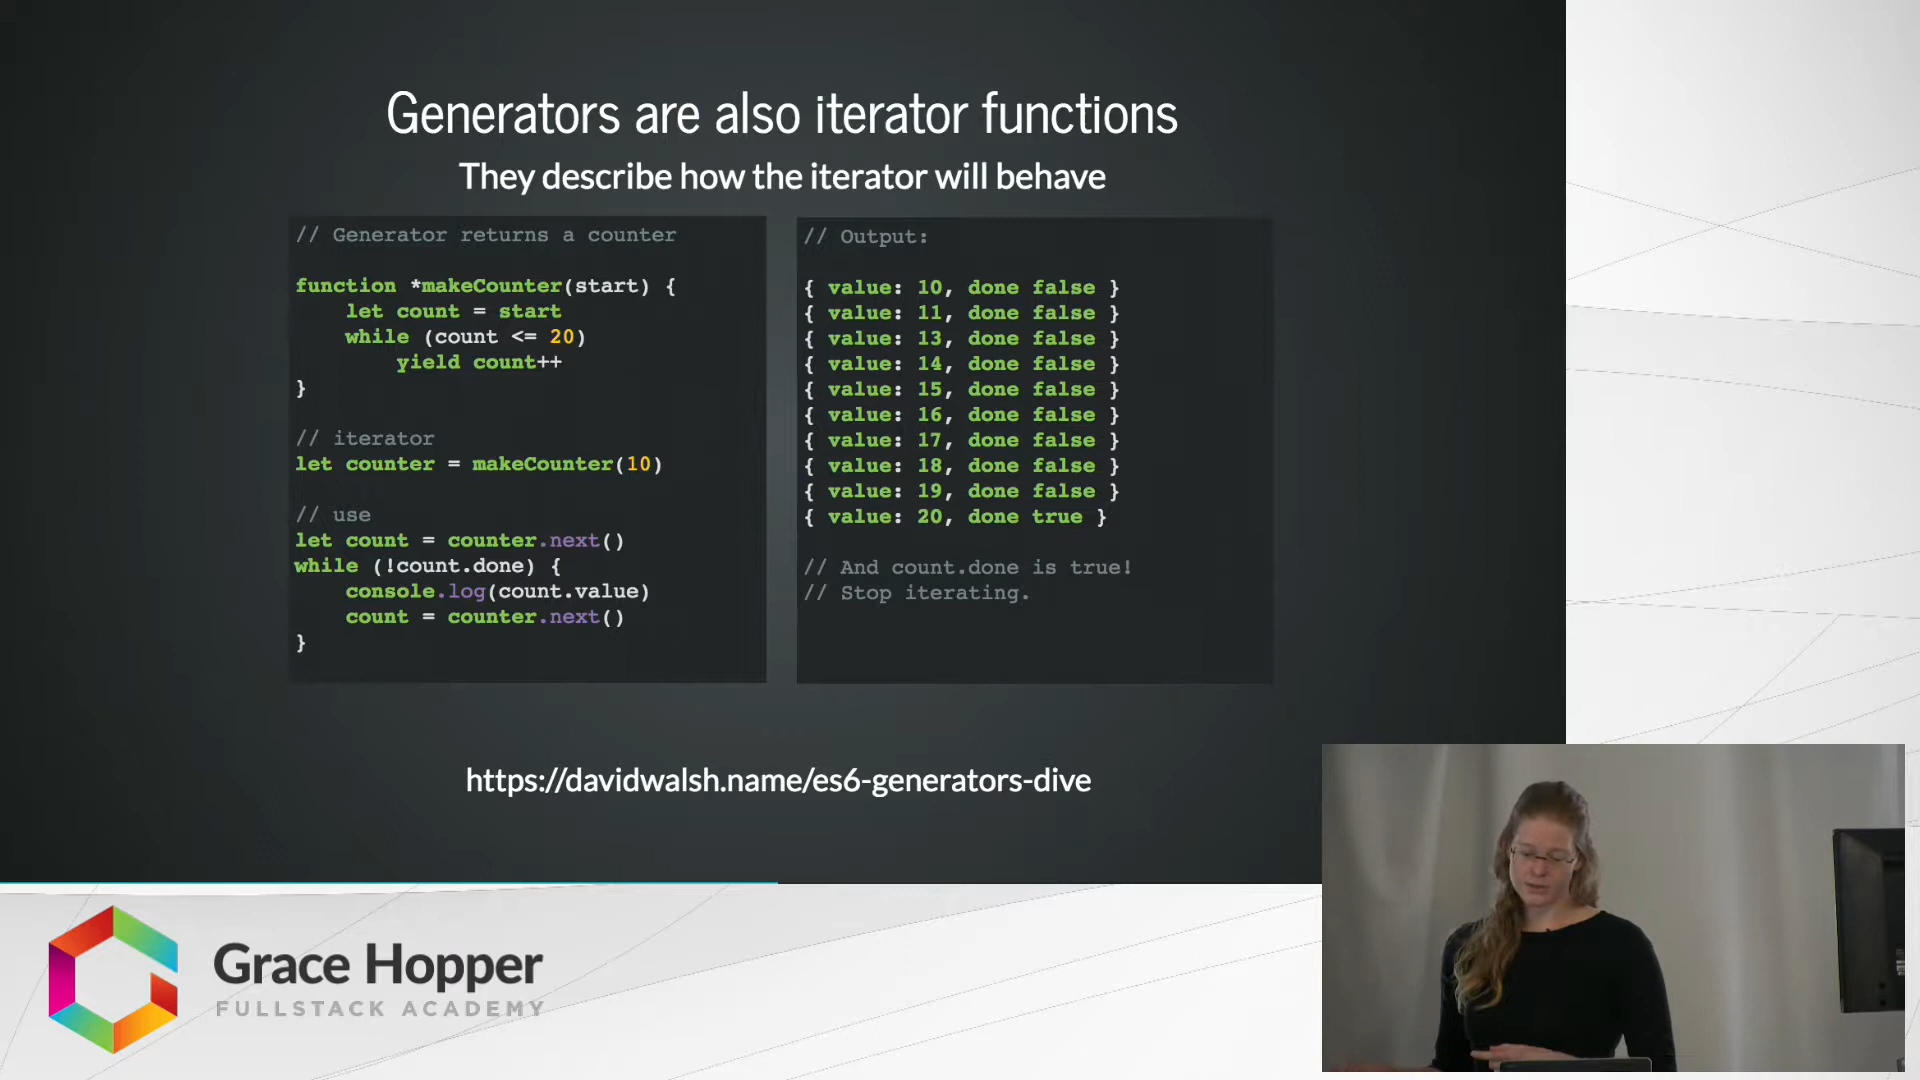 Generators are also iterator functions
They describe how the iterator will behave
// Generator returns a counter
function *makeCounter(start) {
let count = start
while (count <= 20)
yield count++
}
// iterator
let counter = makeCounter(10)
// use
let count = counter.next()
while (!count.done) {
console.log(count.value)
count = counter.next()
}
// Output:
{ value: 10, done false }
{ value: 11, done false }
{ value: 13, done false }
{ value: 14, done false }
{ value: 15, done false }
{ value: 16, done false }
{ value: 17, done false }
{ value: 18, done false }
{ value: 19, done false }
{ value: 20, done true }
// And count.done is true!
// Stop iterating.
https://davidwalsh.name/es6-generators-dive
Grace Hopper
FULLSTACK ACADEMY